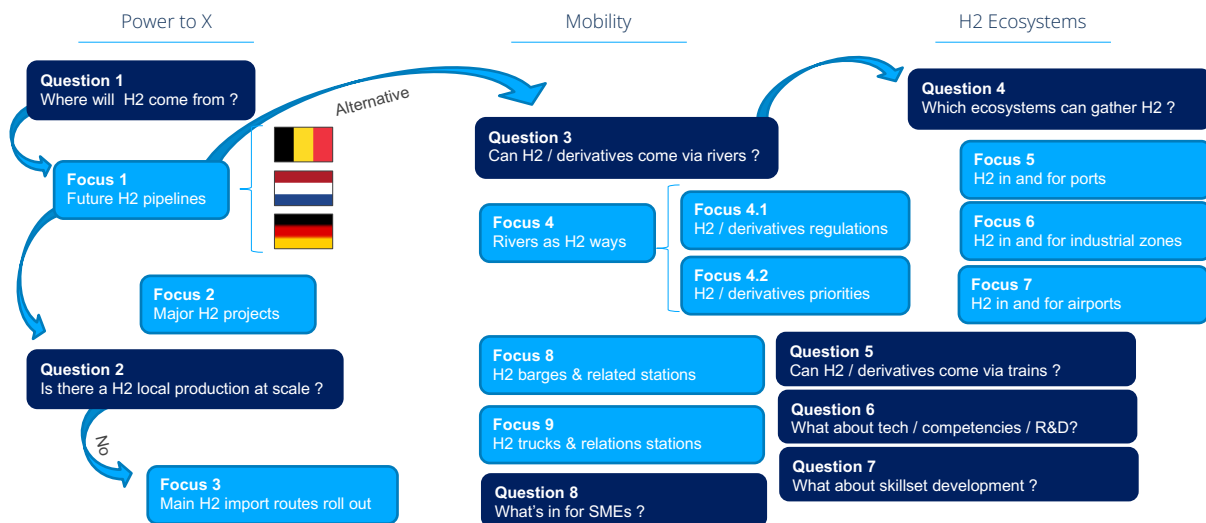 Power to X
Mobility
H2 Ecosystems
Question 1
Where will H2 come from ?
Alternative
Focus 1
Future H2 pipelines
Focus 2
Major H2 projects
Question 2
Is there a H2 local production at scale ?
No
Focus 3
Main H2 import routes roll out
Question 3
Can H2 / derivatives come via rivers ?
Focus 4
Rivers as H2 ways
Focus 4.1
H2 / derivatives regulations
Focus 4.2
H2 / derivatives priorities
Focus 8
H2 barges & related stations
Focus 9
H2 trucks & relations stations
Question 8
What's in for SMEs ?
Question 4
Which ecosystems can gather H2 ?
Focus 5
H2 in and for ports
Focus 6
H2 in and for industrial zones
Focus 7
H2 in and for airports
Question 5
Can H2 / derivatives come via trains ?
Question 6
What about tech / competencies / R&D?
Question 7
What about skillset development ?